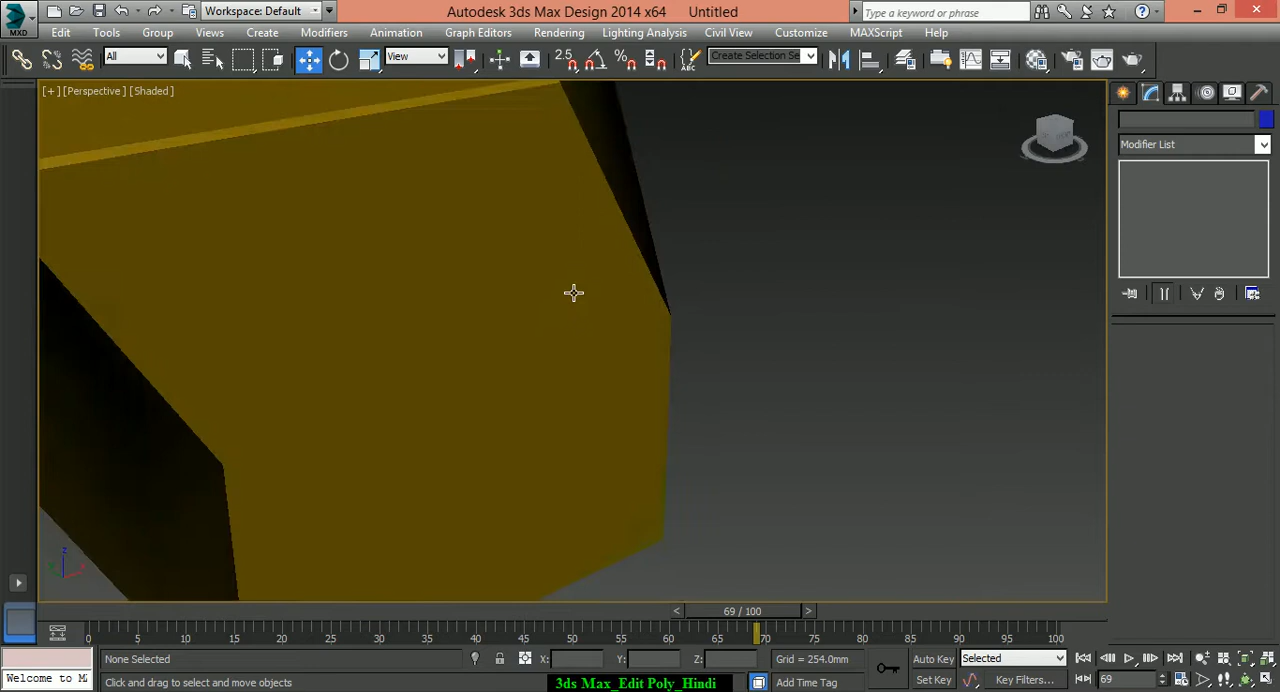 MXD
Workspace: Default
Autodesk 3ds Max Design 2014 x64 Untitled
Type a keyword or phrase
Edit Tools Group Views Create Modifiers Animation Graph Editors Rendering Lighting Analysis Civil View Customize MAXScript Help
All
View
2.5
Create Selection Se
[+] [Perspective] [Shaded]
Modifier List
z
69 / 100
0 5 10 15 20 25 30 35 40 45 50 55 60 65 70 75 80 85 90 95 100
None Selected
X:
Y:
Z:
Grid = 254.0mm
Auto Key
Selected
Welcome to M
Click and drag to select and move objects
3ds Max_Edit Poly_Hindi
Add Time Tag
Set Key
Key Filters...
69